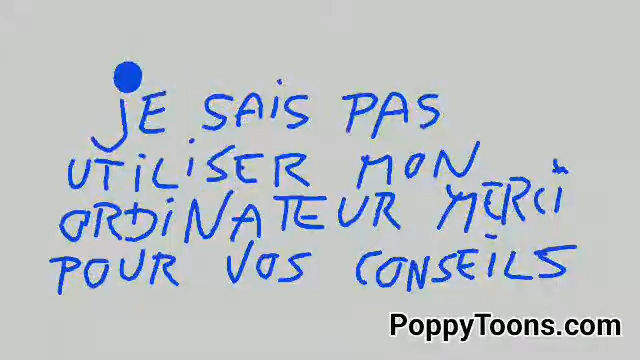 jE SAiS PAS
UTiLiSER MON
ORDiNATEUR MERCi
POUR VOS CONSEiLS
PoppyToons.com